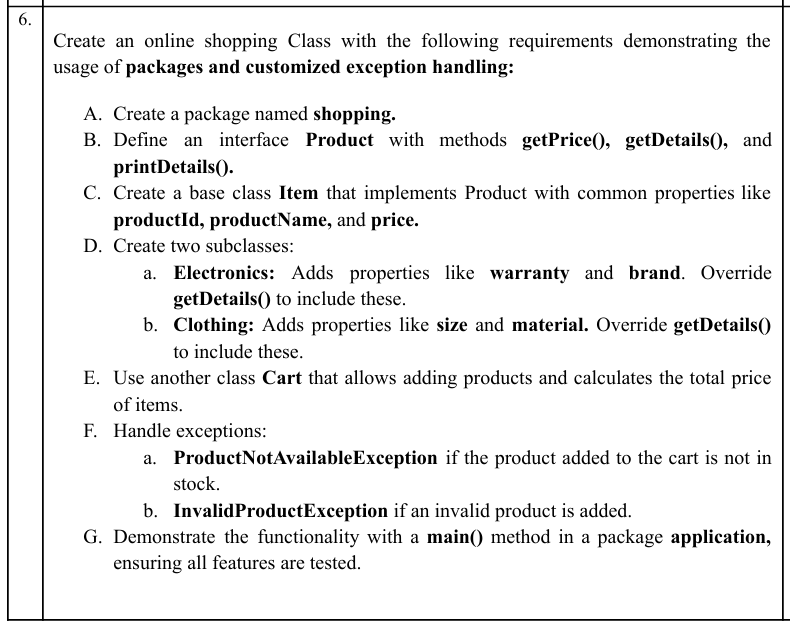 6.
Create an online shopping Class with the following requirements demonstrating the
usage of packages and customized exception handling:
A. Create a package named shopping.
B. Define an interface Product with methods getPrice(), getDetails(), and
printDetails().
C. Create a base class Item that implements Product with common properties like
productId, productName, and price.
D. Create two subclasses:
a. Electronics: Adds properties like warranty and brand. Override
getDetails() to include these.
b. Clothing: Adds properties like size and material. Override getDetails()
to include these.
E. Use another class Cart that allows adding products and calculates the total price
of items.
F. Handle exceptions:
a. ProductNotAvailableException if the product added to the cart is not in
stock.
b. InvalidProductException if an invalid product is added.
G. Demonstrate the functionality with a main() method in a package application,
ensuring all features are tested.